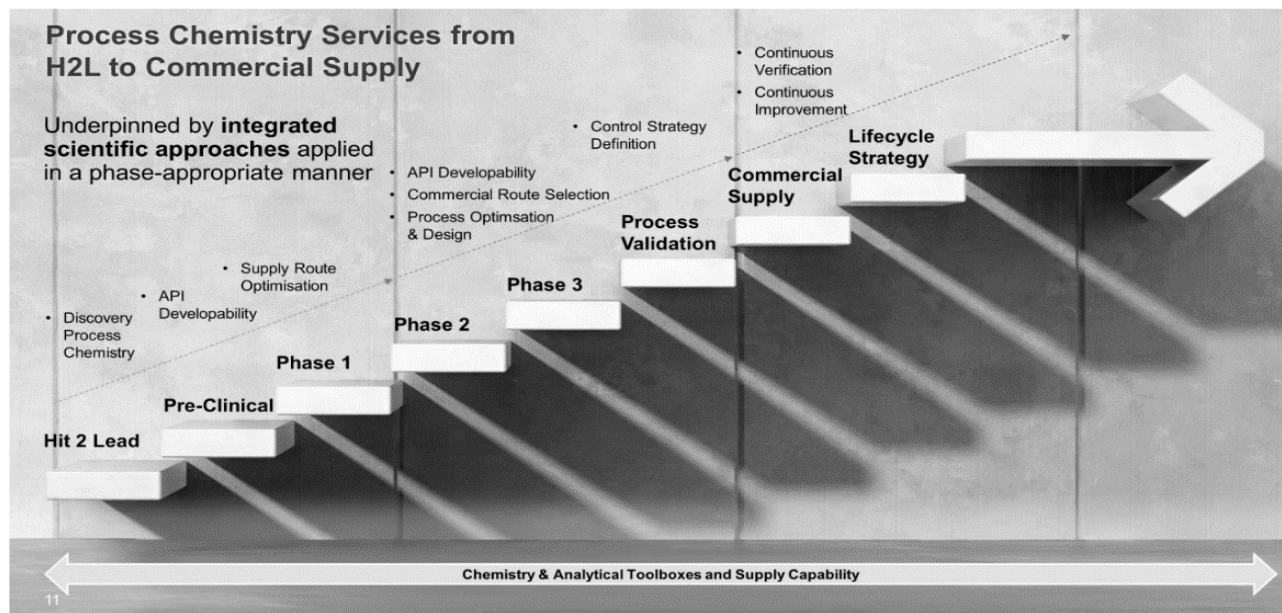 Process Chemistry Services from
H2L to Commercial Supply
Underpinned by integrated
scientific approaches applied
in a phase-appropriate manner
• Discovery
Process
Chemistry
• API
Developability
• Supply Route
Optimisation
• API Developability
• Commercial Route Selection
• Process Optimsation
& Design
• Control Strategy
Definition
• Continuous
Verification
• Continuous
Improvement
Hit 2 Lead
Pre-Clinical
Phase 1
Phase 2
Phase 3
Process
Validation
Commercial
Supply
Lifecycle
Strategy
Chemistry & Analytical Toolboxes and Supply Capability
11